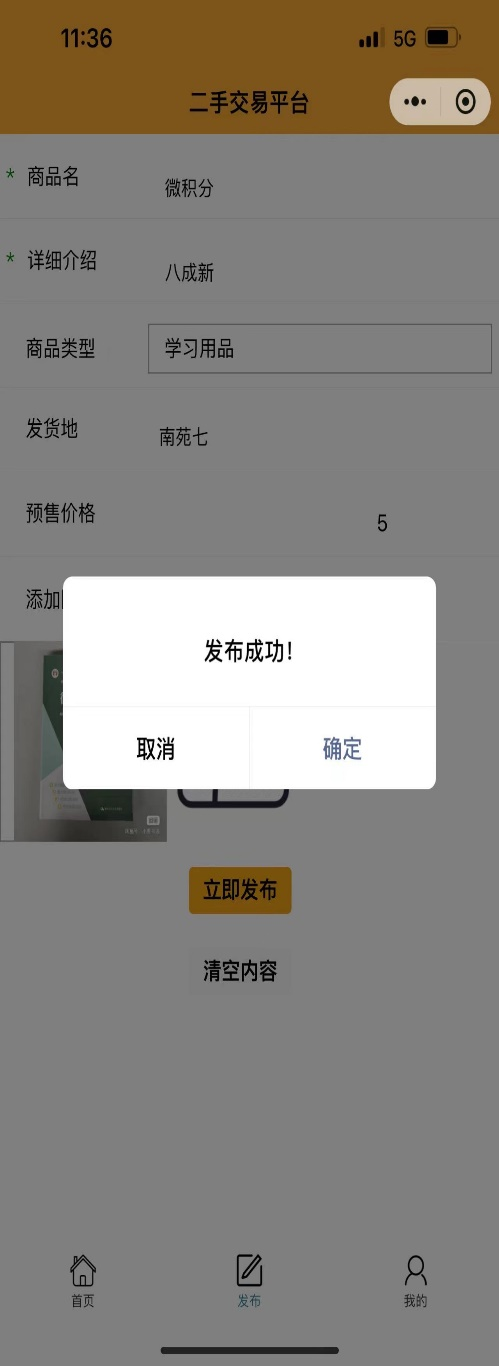 11:36
5G
二手交易平台
* 商品名
微积分
* 详细介绍
八成新
商品类型
学习用品
发货地
南苑七
预售价格
5
添加
发布成功！
取消
确定
立即发布
清空内容
首页
发布
我的